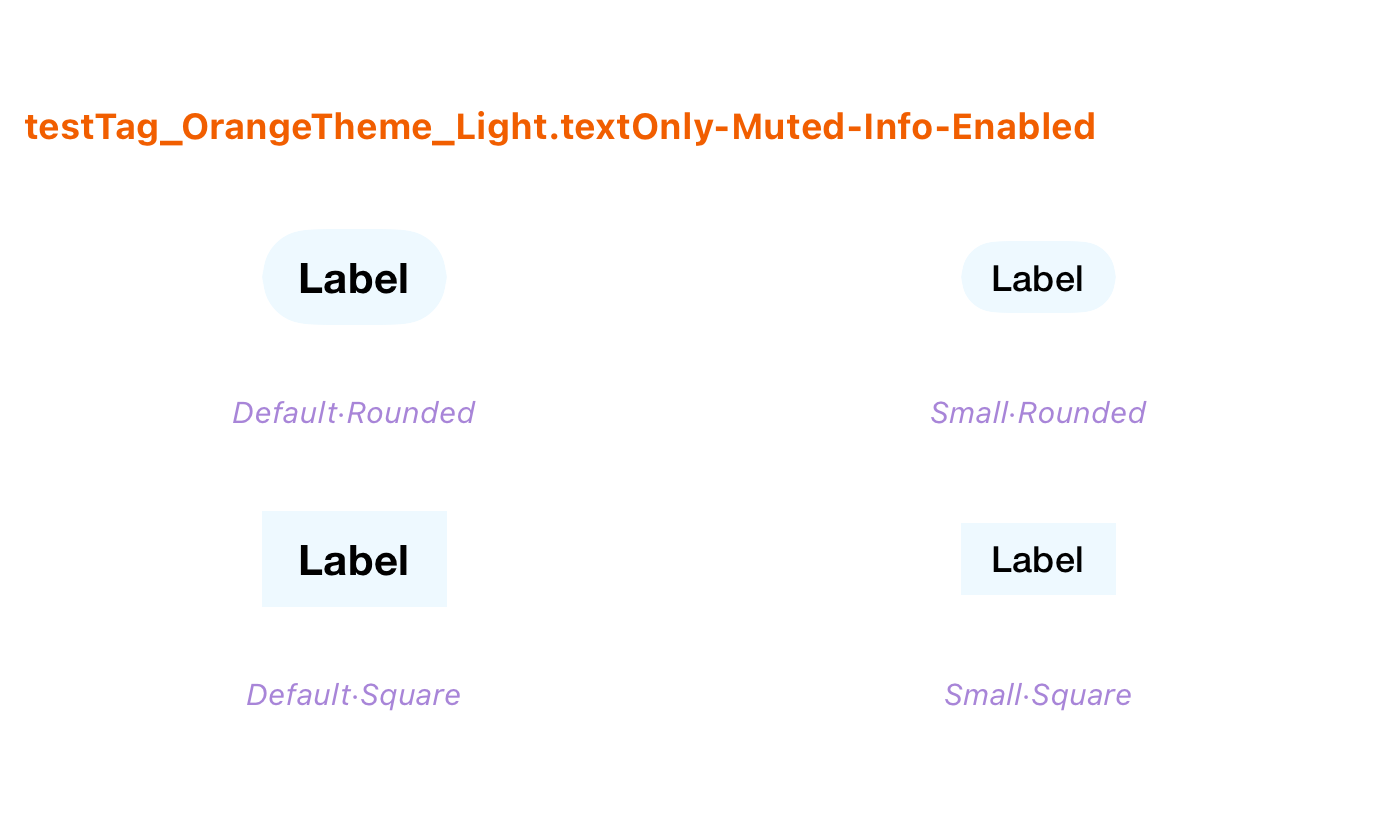 testTag_OrangeTheme_Light.textOnly-Muted-Info-Enabled
Label
Label
Default·Rounded
Small·Rounded
Label
Label
Default·Square
Small·Square